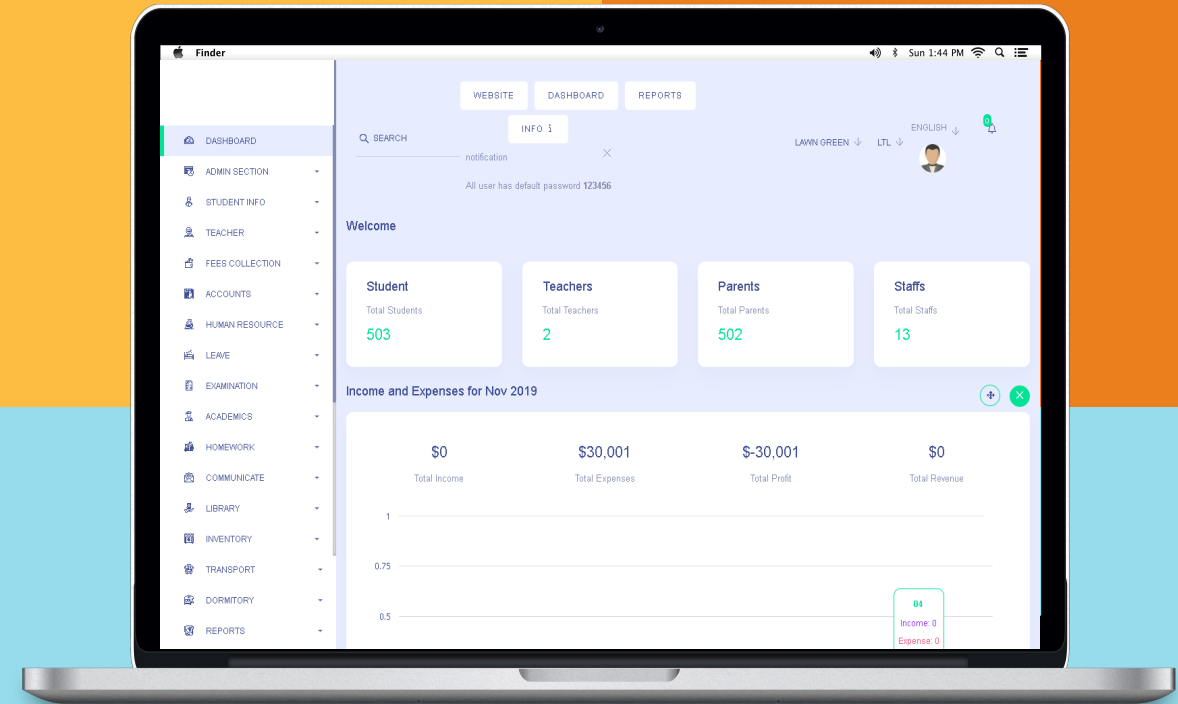 Finder
Sun 1:44 PM
WEBSITE
DASHBOARD
REPORTS
INFO
SEARCH
LAWN GREEN
LTL
ENGLISH
0
notification
All user has default password 123456
DASHBOARD
ADMIN SECTION
STUDENT INFO
TEACHER
FEES COLLECTION
ACCOUNTS
HUMAN RESOURCE
LEAVE
EXAMINATION
ACADEMICS
HOMEWORK
COMMUNICATE
LIBRARY
INVENTORY
TRANSPORT
DORMITORY
REPORTS
Welcome
Student
Total Students
503
Teachers
Total Teachers
2
Parents
Total Parents
502
Staffs
Total Staffs
13
Income and Expenses for Nov 2019
$0
Total Income
$30,001
Total Expenses
$-30,001
Total Profit
$0
Total Revenue
1
0.75
0.5
04
Income: 0
Expense: 0